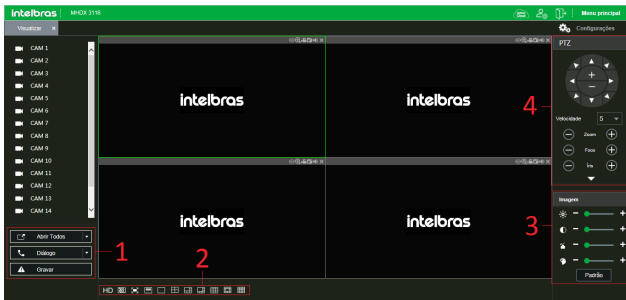 intelbras MHDX 3116 Menu principal
Visualizar × Configurações
PTZ
CAM 1
CAM 2
CAM 3
CAM 4
CAM 5
CAM 6
CAM 7
CAM 8
CAM 9
CAM 10
CAM 11
CAM 12
CAM 13
CAM 14
intelbras intelbras
intelbras intelbras
4
Velocidade 5
Zoom
Foco
Íris
Imagem
3
Padrão
Abrir Todos
Diálogo
Gravar
1
2
HD